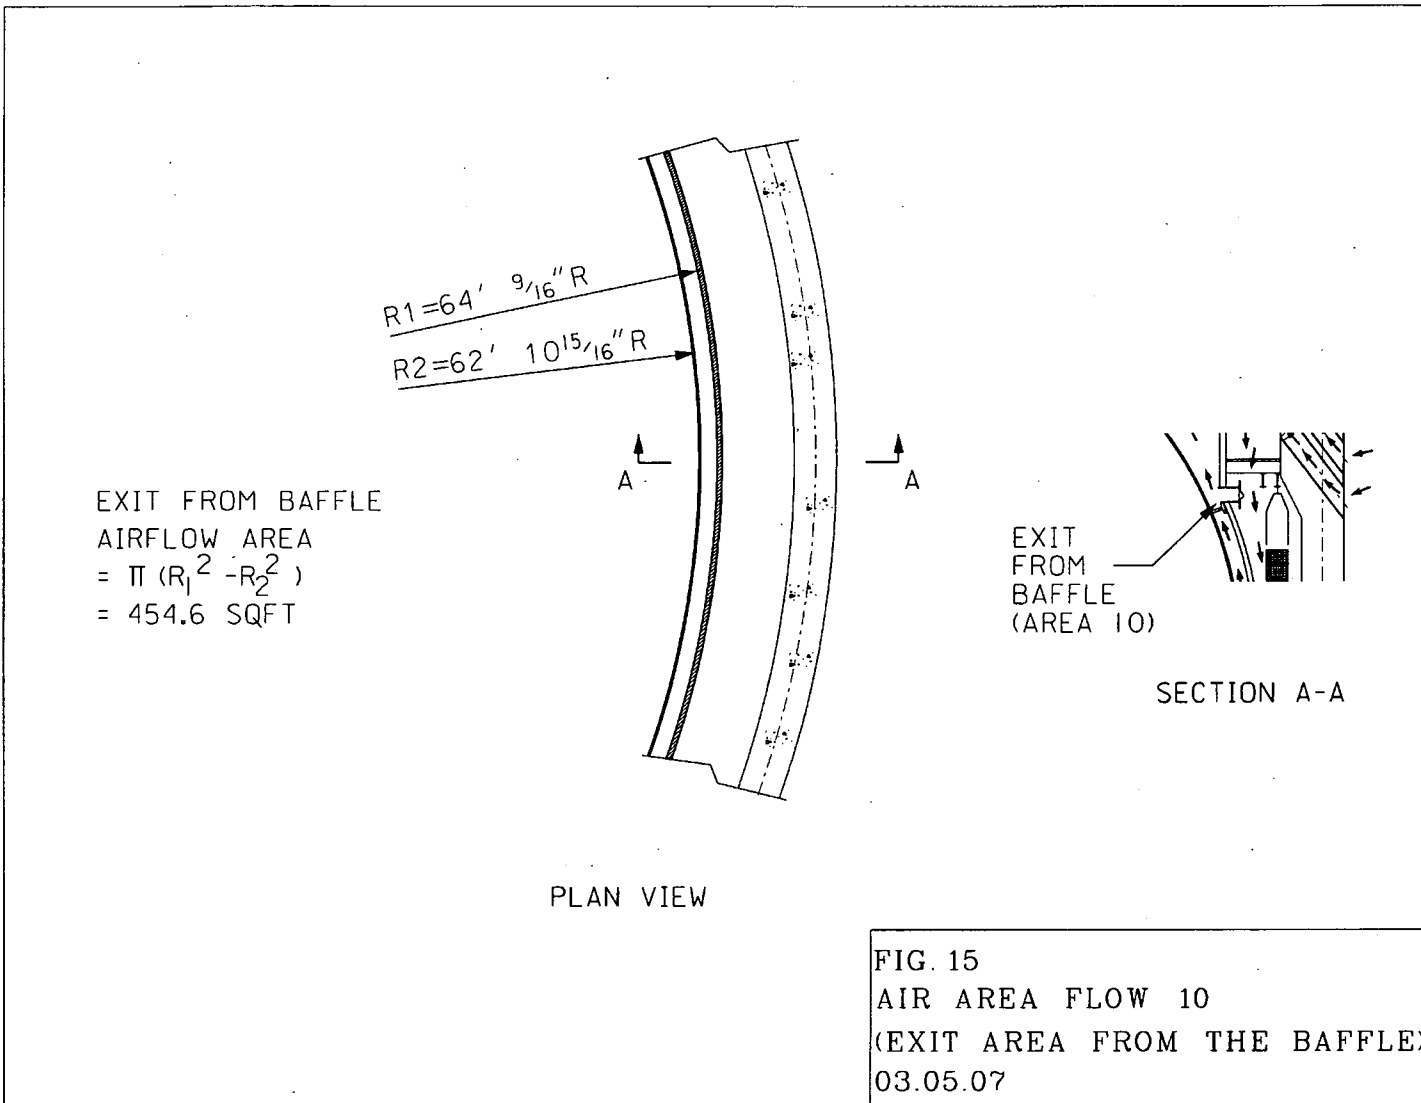 R1=64' 9/16" R
R2=62' 10 15/16" R
A
A
EXIT FROM BAFFLE
AIRFLOW AREA
= π (R₁² -R₂²)
= 454.6 SQFT
EXIT
FROM
BAFFLE
(AREA 10)
SECTION A-A
PLAN VIEW
FIG. 15
AIR AREA FLOW 10
(EXIT AREA FROM THE BAFFLE)
03.05.07